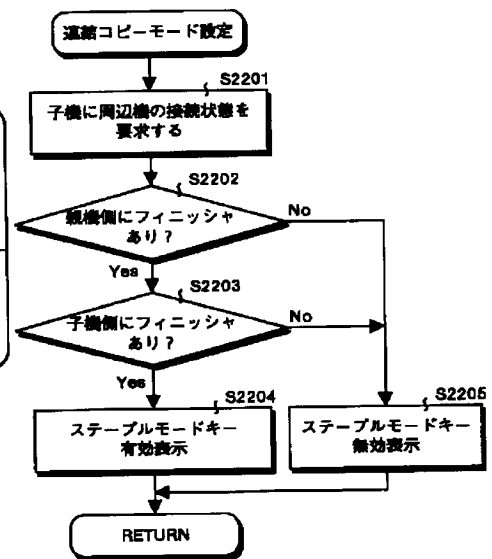 連結コピーモード設定
S2201
子機に周辺機の接続状態を
要求する
S2202
親機側にフィニッシャ
あり?
No
Yes
S2203
子機側にフィニッシャ
あり?
No
Yes
S2204
ステープルモードキー
有効表示
S2205
ステープルモードキー
無効表示
RETURN